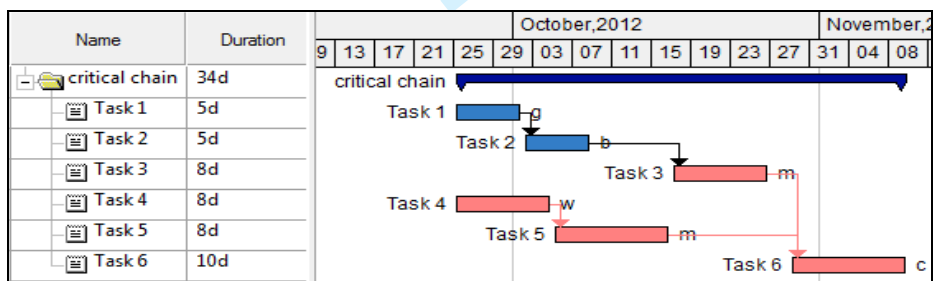 Name Duration October,2012 November,2
9 13 17 21 25 29 03 07 11 15 19 23 27 31 04 08
critical chain 34d critical chain
Task 1 5d Task 1 g
Task 2 5d Task 2 b
Task 3 8d Task 3 m
Task 4 8d Task 4 w
Task 5 8d Task 5 m
Task 6 10d Task 6 c